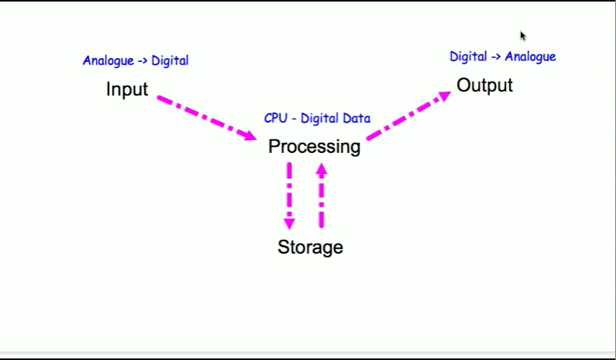 Analogue -> Digital
Input
Digital -> Analogue
Output
CPU - Digital Data
Processing
Storage